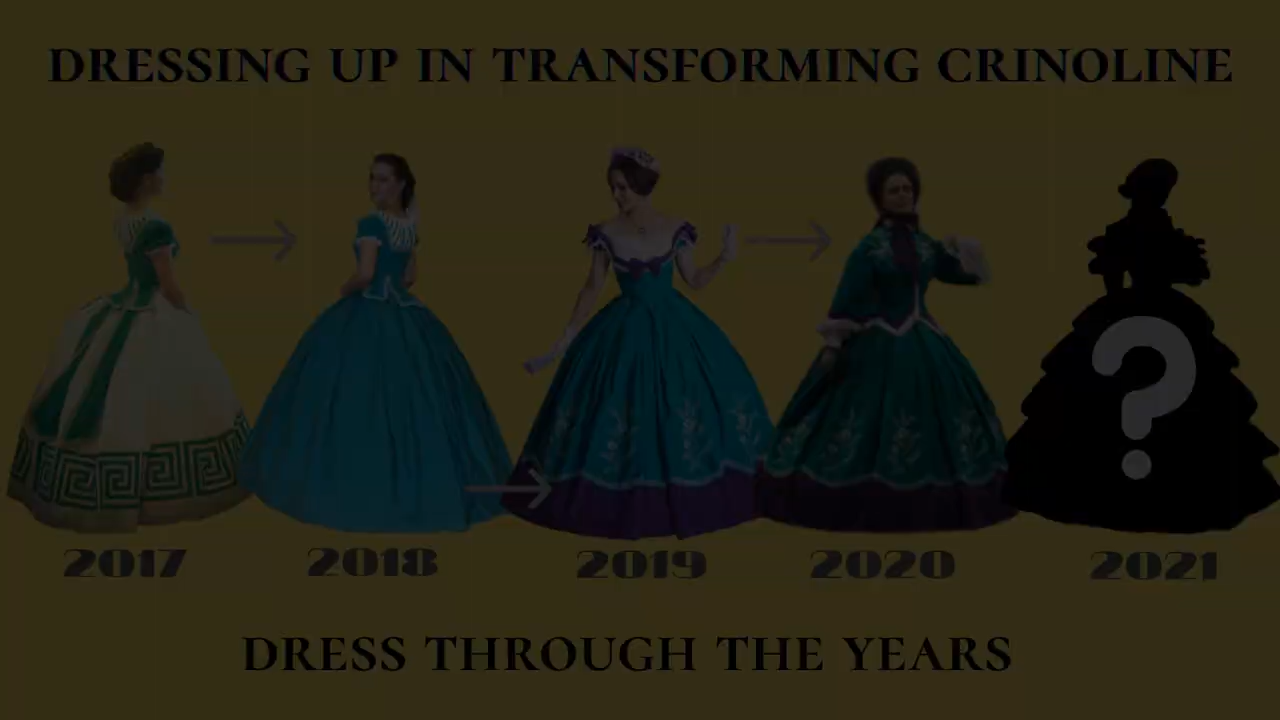 DRESSING UP IN TRANSFORMING CRINOLINE
?
2017 2018 2019 2020 2021
DRESS THROUGH THE YEARS